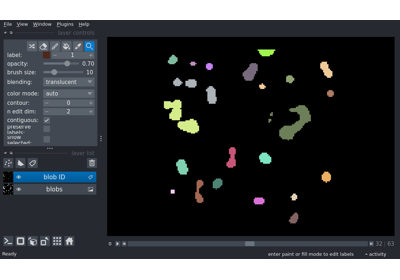 File View Window Plugins Help
layer controls
label: 1
opacity: 0.70
brush size: 10
blending: translucent
color mode: auto
contour: 0
n edit dim: 2
contiguous:
preserve labels:
show selected:
layer list
blob ID
blobs
0 32 63
Ready enter paint or fill mode to edit labels activity